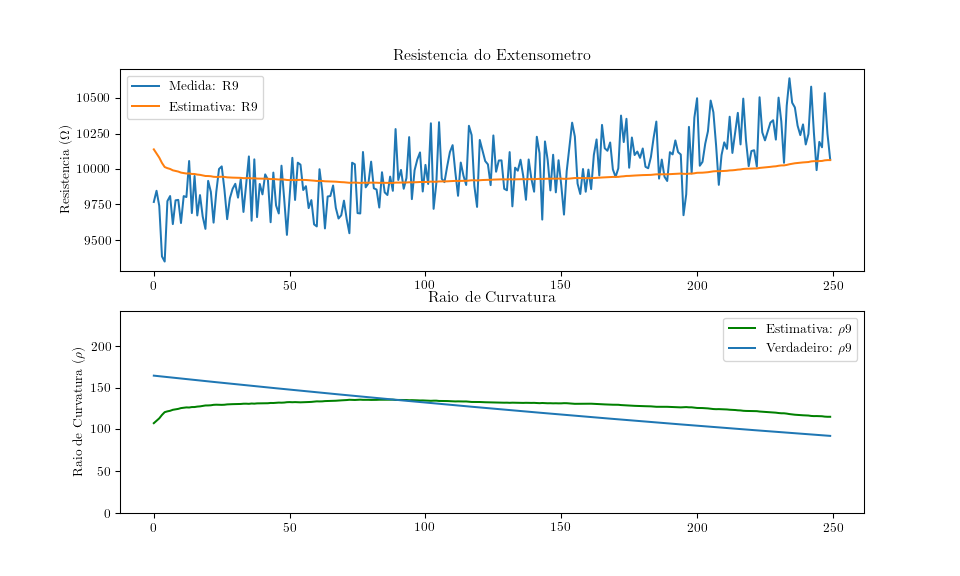 Resistencia do Extensometro
Resistencia (Ω)
10500
10250
10000
9750
9500
Medida: R9
Estimativa: R9
0 50 100 150 200 250
Raio de Curvatura
Raio de Curvatura (ρ)
200
150
100
50
0
Estimativa: ρ9
Verdadeiro: ρ9
0 50 100 150 200 250